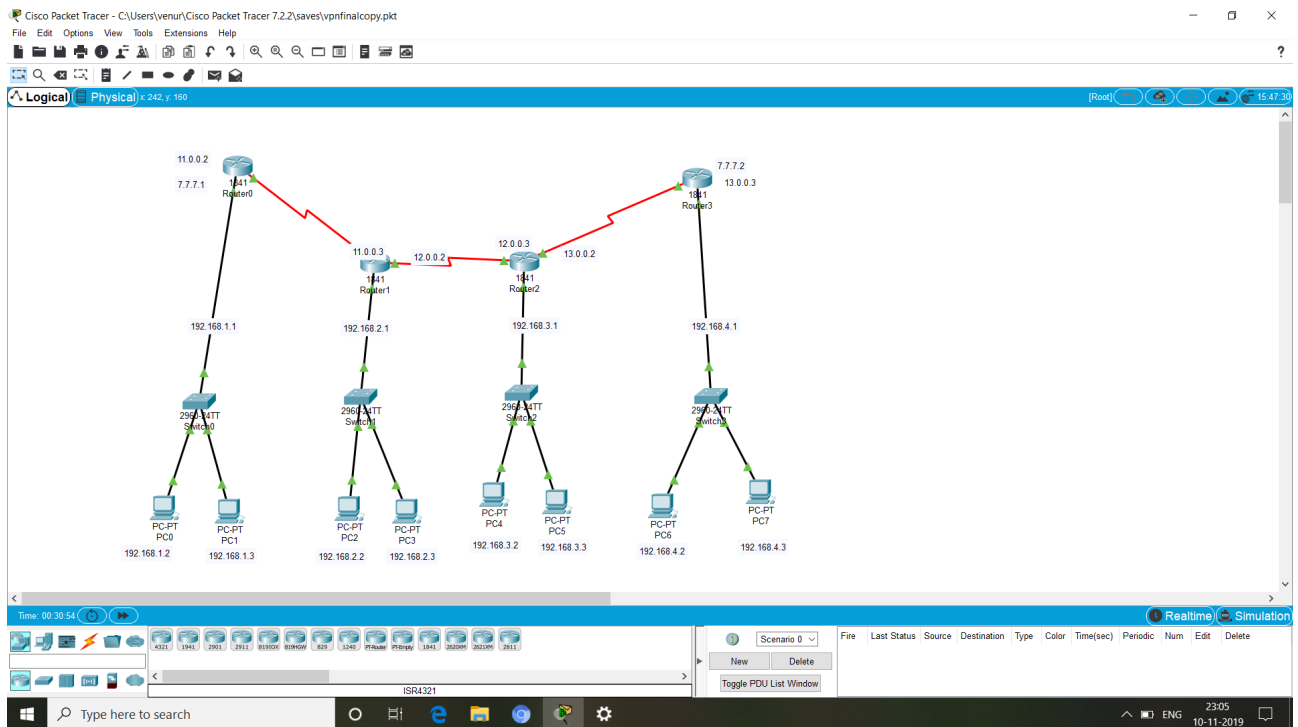 Cisco Packet Tracer - C:\Users\venur\Cisco Packet Tracer 7.2.2\saves\vpnfinalcopy.pkt
File Edit Options View Tools Extensions Help
?
Logical Physical x: 242, y: 160 [Root] 15:47:30
11.0.0.2
7.7.7.1
1841
Router0
7.7.7.2
13.0.0.3
1841
Router3
11.0.0.3
12.0.0.2
1841
Router1
12.0.0.3
13.0.0.2
1841
Router2
192.168.1.1
192.168.2.1
192.168.3.1
192.168.4.1
2960-24TT
Switch0
2960-24TT
Switch1
2960-24TT
Switch2
2960-24TT
Switch3
PC-PT
PC0
192.168.1.2
PC-PT
PC1
192.168.1.3
PC-PT
PC2
192.168.2.2
PC-PT
PC3
192.168.2.3
PC-PT
PC4
192.168.3.2
PC-PT
PC5
192.168.3.3
PC-PT
PC6
192.168.4.2
PC-PT
PC7
192.168.4.3
Time: 00:30:54 Realtime Simulation
4321 1941 2901 2911 819IOX 819HGW 829 1240 PT-Router PT-Empty 1841 2620XM 2621XM 2811
ISR4321
Scenario 0
New Delete
Toggle PDU List Window
Fire Last Status Source Destination Type Color Time(sec) Periodic Num Edit Delete
Type here to search
ENG
23:05
10-11-2019